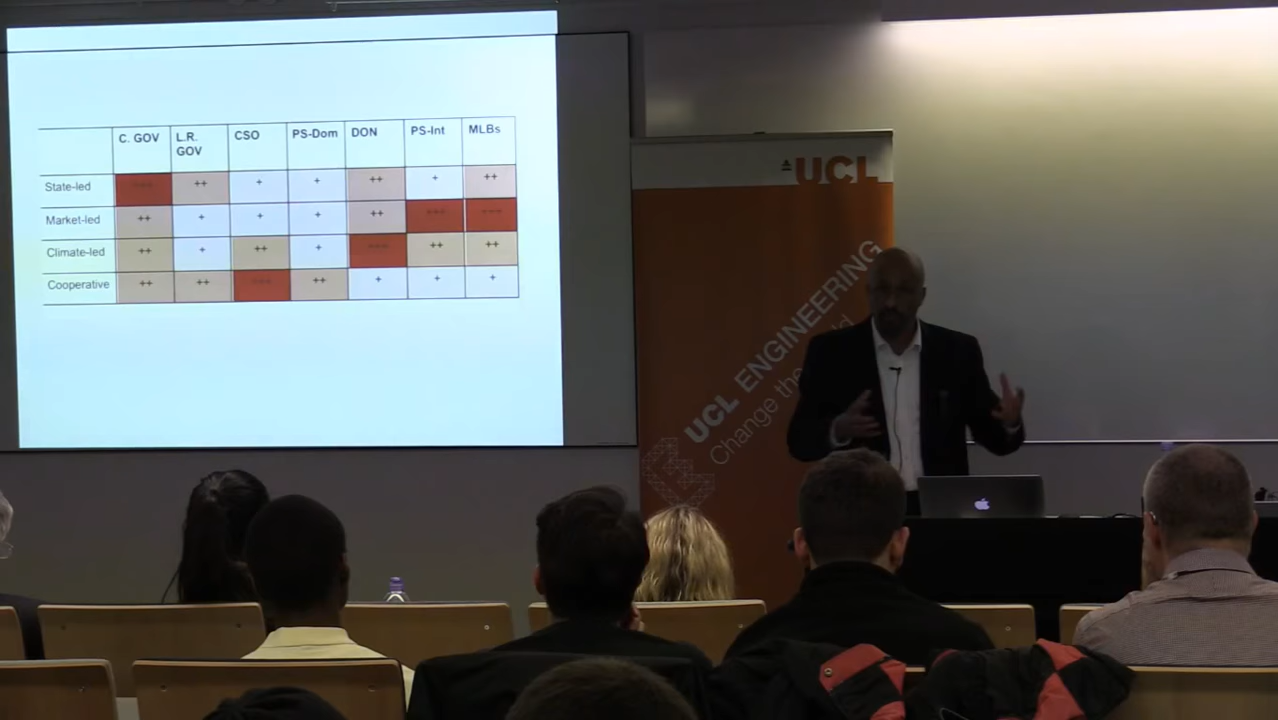 C. GOV L.R. GOV CSO PS-Dom DON PS-Int MLBs
State-led +++ ++ + + ++ + ++
Market-led ++ + + + ++ +++ +++
Climate-led ++ + ++ + +++ ++ ++
Cooperative ++ ++ +++ ++ + + +
UCL
UCL ENGINEERING
Change the